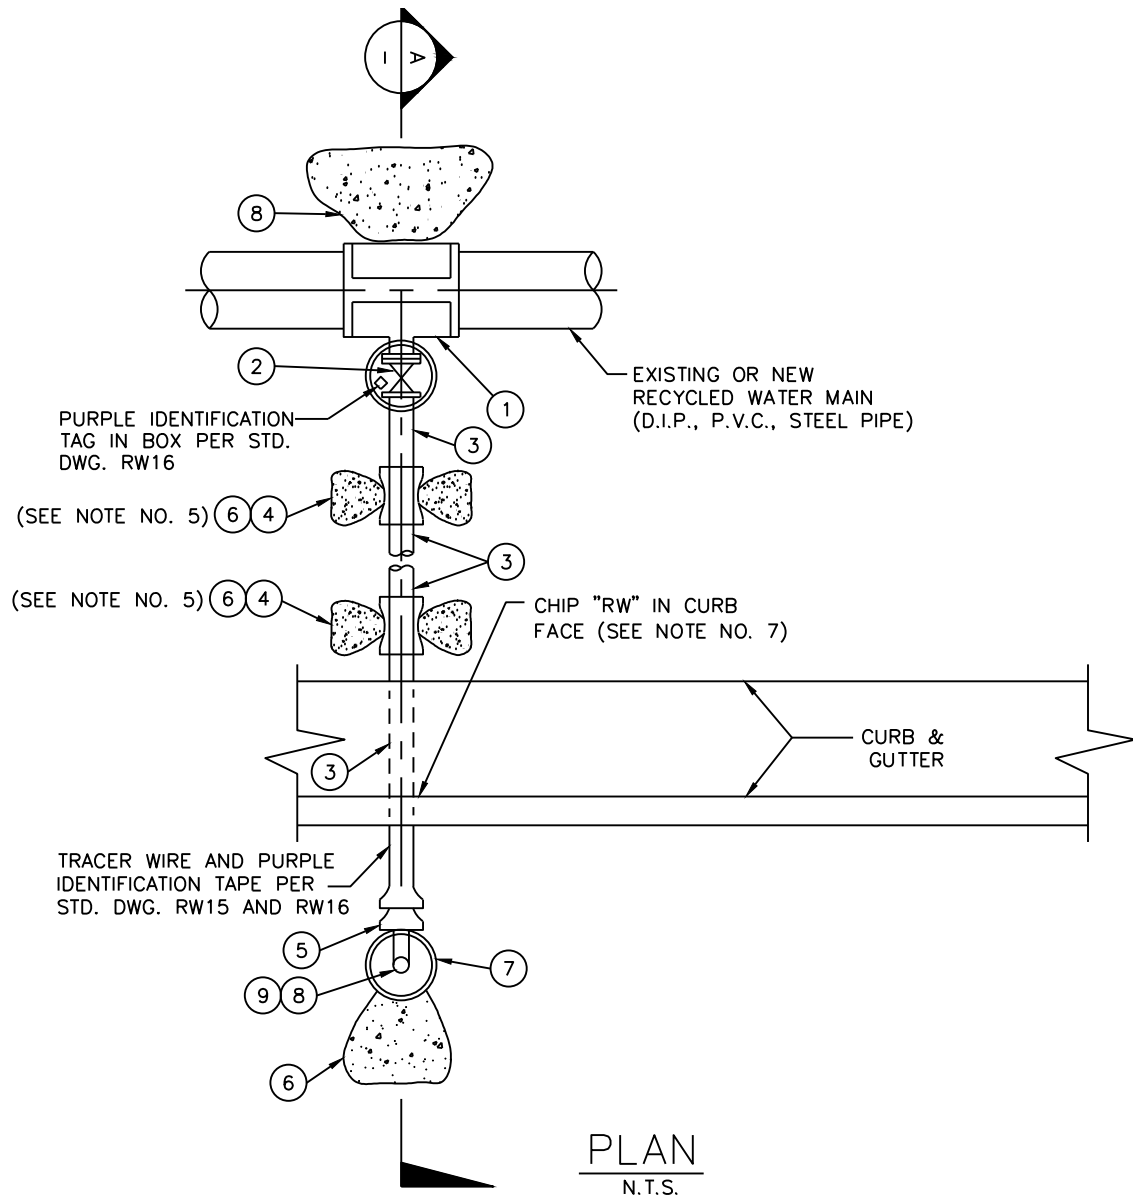 I A
8
2
EXISTING OR NEW
RECYCLED WATER MAIN
(D.I.P., P.V.C., STEEL PIPE)
1
PURPLE IDENTIFICATION
TAG IN BOX PER STD.
DWG. RW16
3
(SEE NOTE NO. 5) 6 4
3
(SEE NOTE NO. 5) 6 4
CHIP "RW" IN CURB
FACE (SEE NOTE NO. 7)
CURB &
GUTTER
3
TRACER WIRE AND PURPLE
IDENTIFICATION TAPE PER
STD. DWG. RW15 AND RW16
5
7
9 8
6
PLAN
N.T.S.